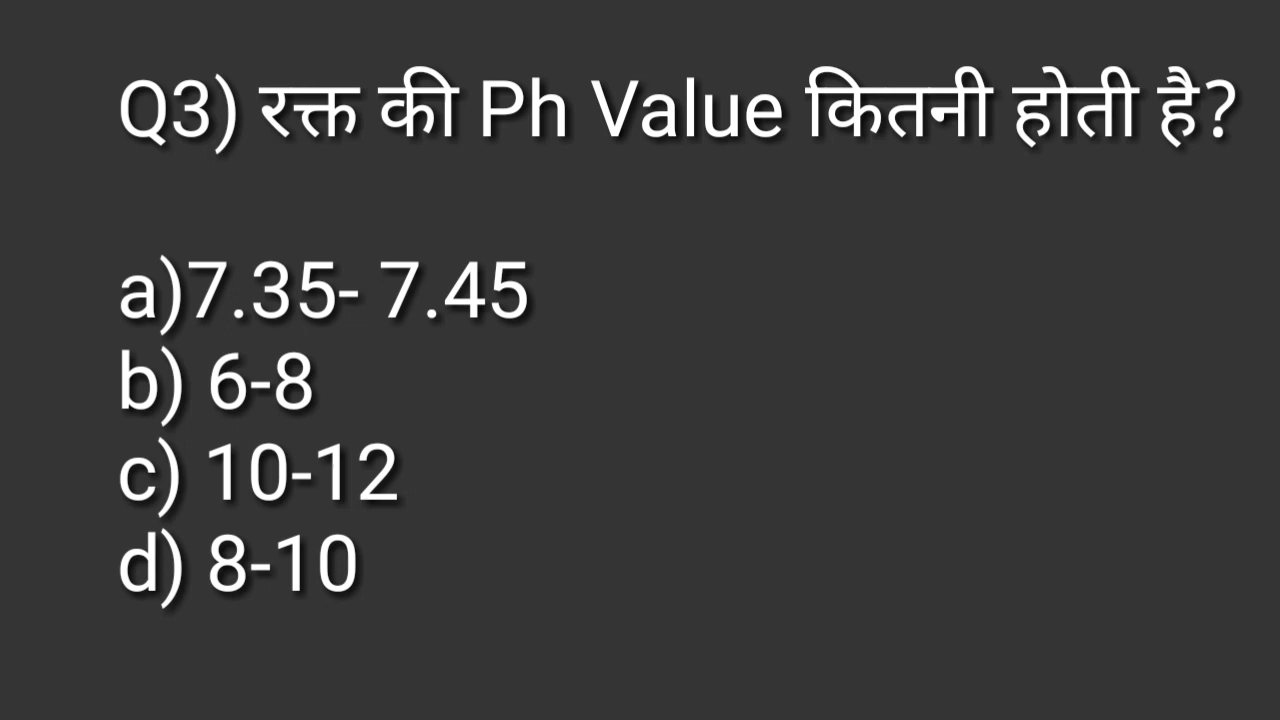 Q3) रक्त की Ph Value कितनी होती है?
a)7.35- 7.45
b) 6-8
c) 10-12
d) 8-10